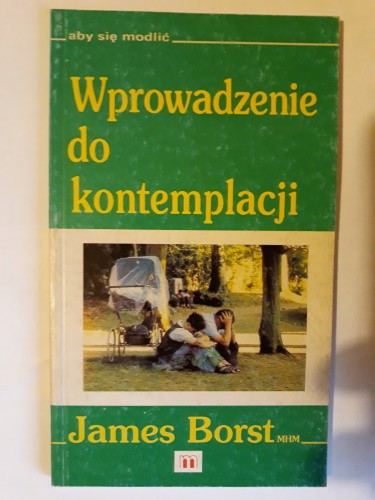 aby się modlić
Wprowadzenie
do
kontemplacji
James Borst MHM
m